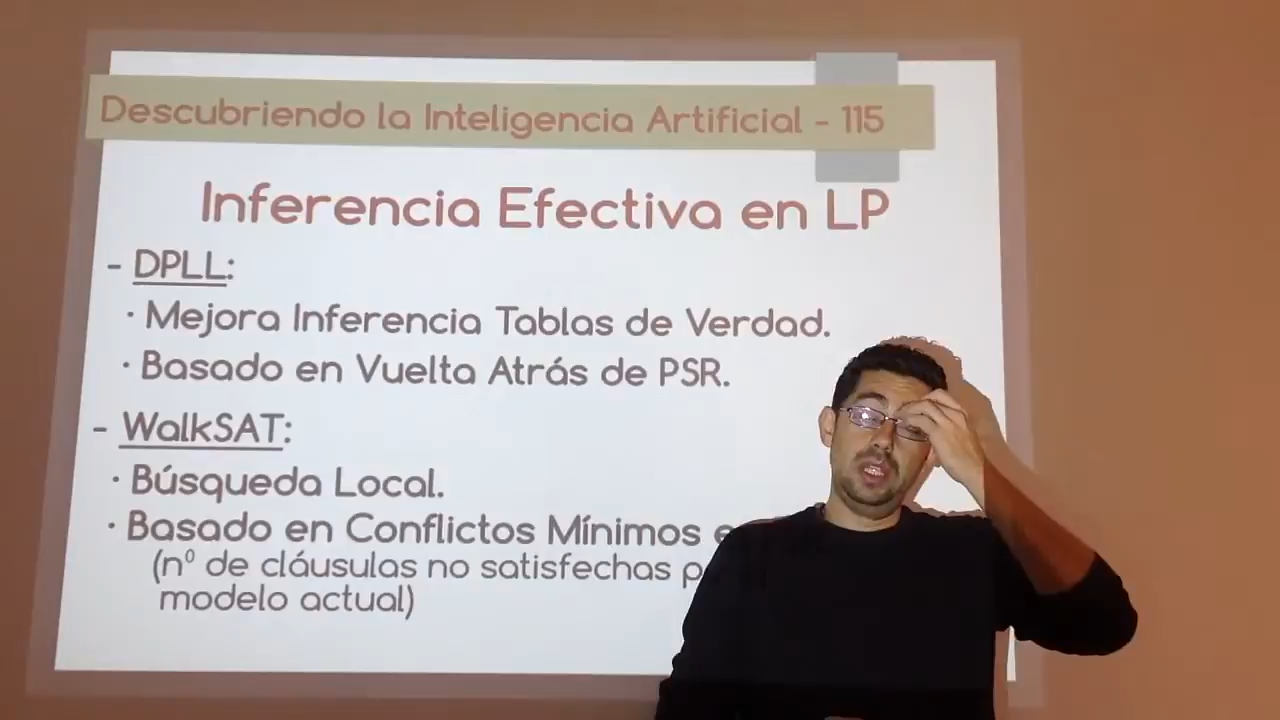 Descubriendo la Inteligencia Artificial - 115
Inferencia Efectiva en LP
- DPLL:
· Mejora Inferencia Tablas de Verdad.
· Basado en Vuelta Atrás de PSR.
- WalkSAT:
· Búsqueda Local.
· Basado en Conflictos Mínimos
(nº de cláusulas no satisfechas
modelo actual)